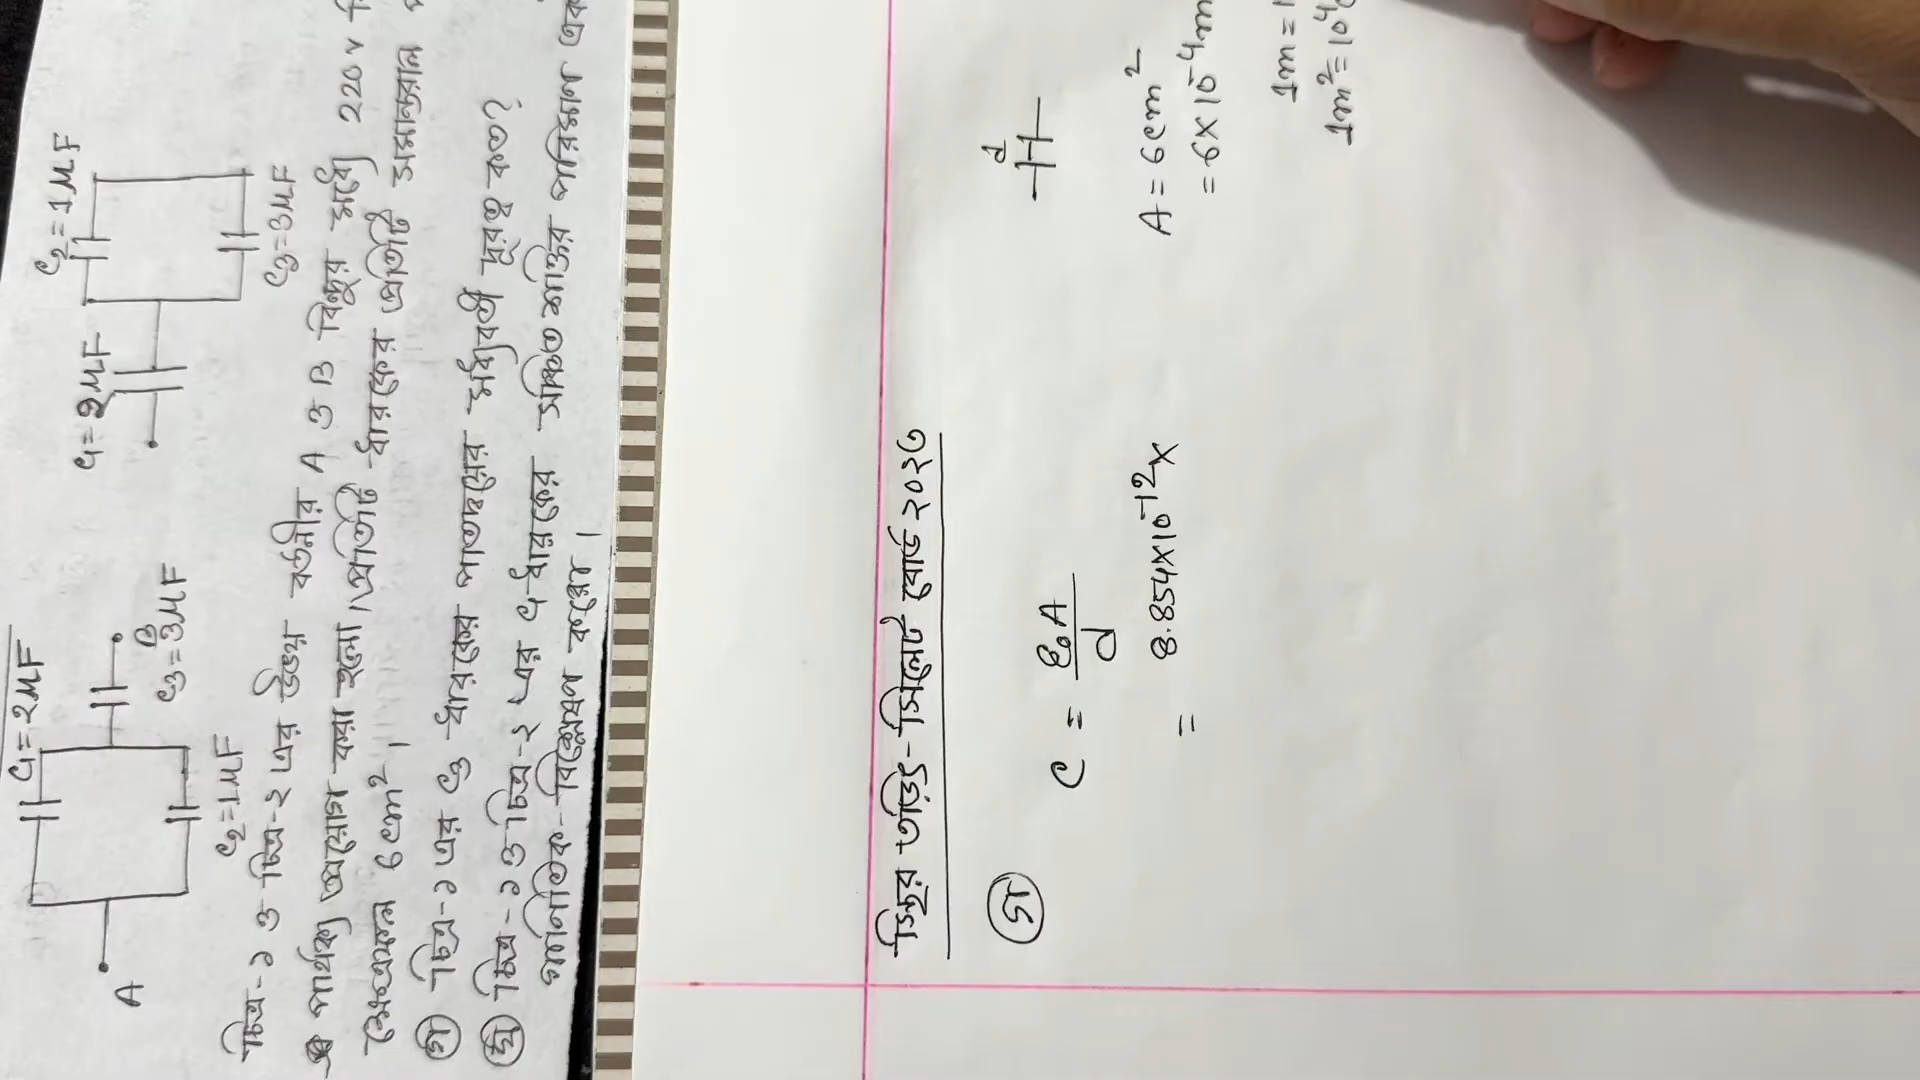 C₁=2μF
C₂=1μF
C₃=3μF
A
B
C₁=2μF
C₂=1μF
C₃=3μF
চিত্র-১ ও চিত্র-২ এর উভয় বর্তনীর A ও B বিন্দুর মধ্যে 220 v
পার্থক্য প্রয়োগ করা হলো। প্রতিটি ধারকের প্রতিটি সমান্তরাল
ক্ষেত্রফল 6cm²।
গ) চিত্র-১ এর C₃ ধারকের পাতদ্বয়ের মধ্যবর্তী দূরত্ব কত?
ঘ) চিত্র-১ ও চিত্র-২ এর C₁ ধারকের সঞ্চিত শক্তির পরিমাণ
গাণিতিক বিশ্লেষণ করো।
স্থির তড়িৎ-সিলেট বোর্ড ২০২৩
গ)
C = ε₀A/d
= 8.854×10⁻¹²×
d
A = 6cm²
= 6×10⁻⁴m
1m = 1
1m² = 10⁴